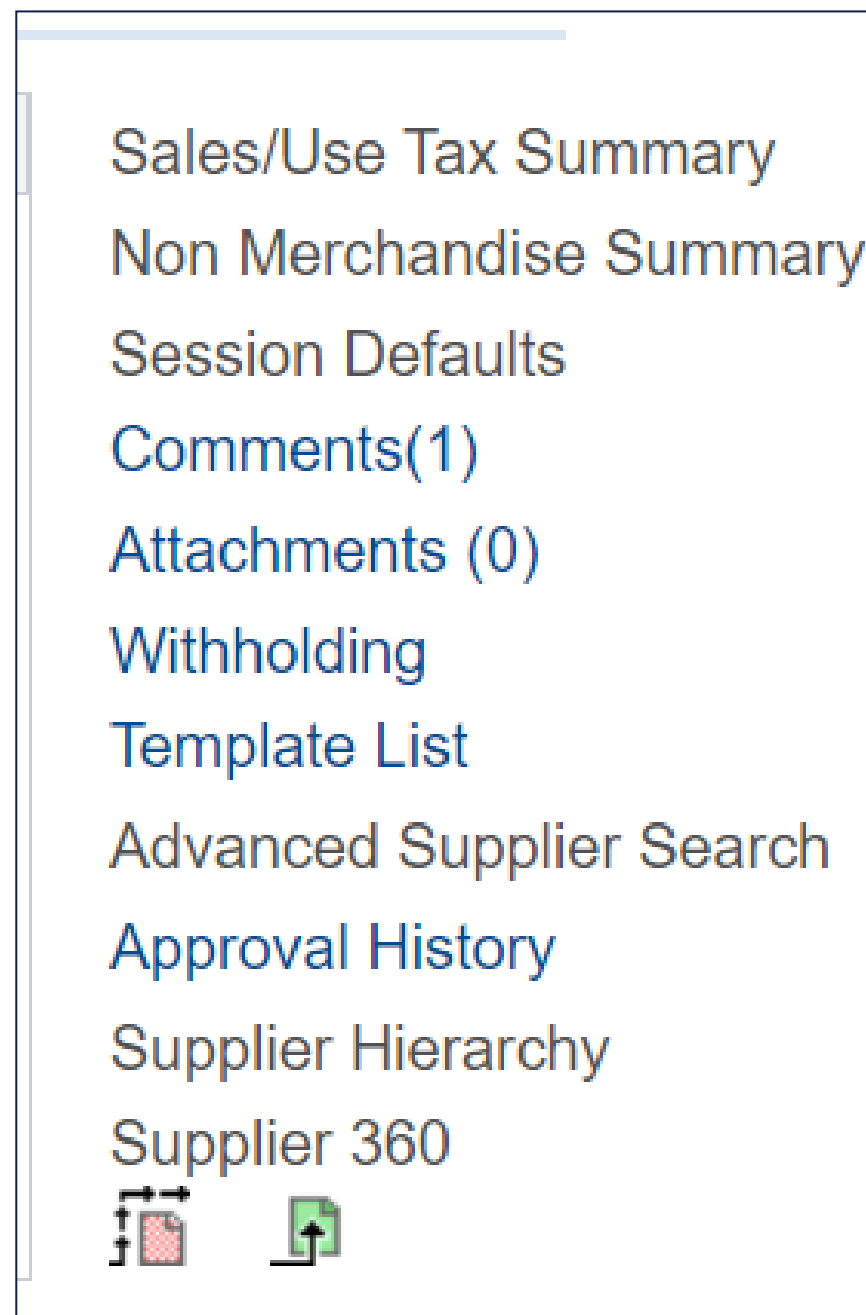 Sales/Use Tax Summary
Non Merchandise Summary
Session Defaults
Comments(1)
Attachments (0)
Withholding
Template List
Advanced Supplier Search
Approval History
Supplier Hierarchy
Supplier 360